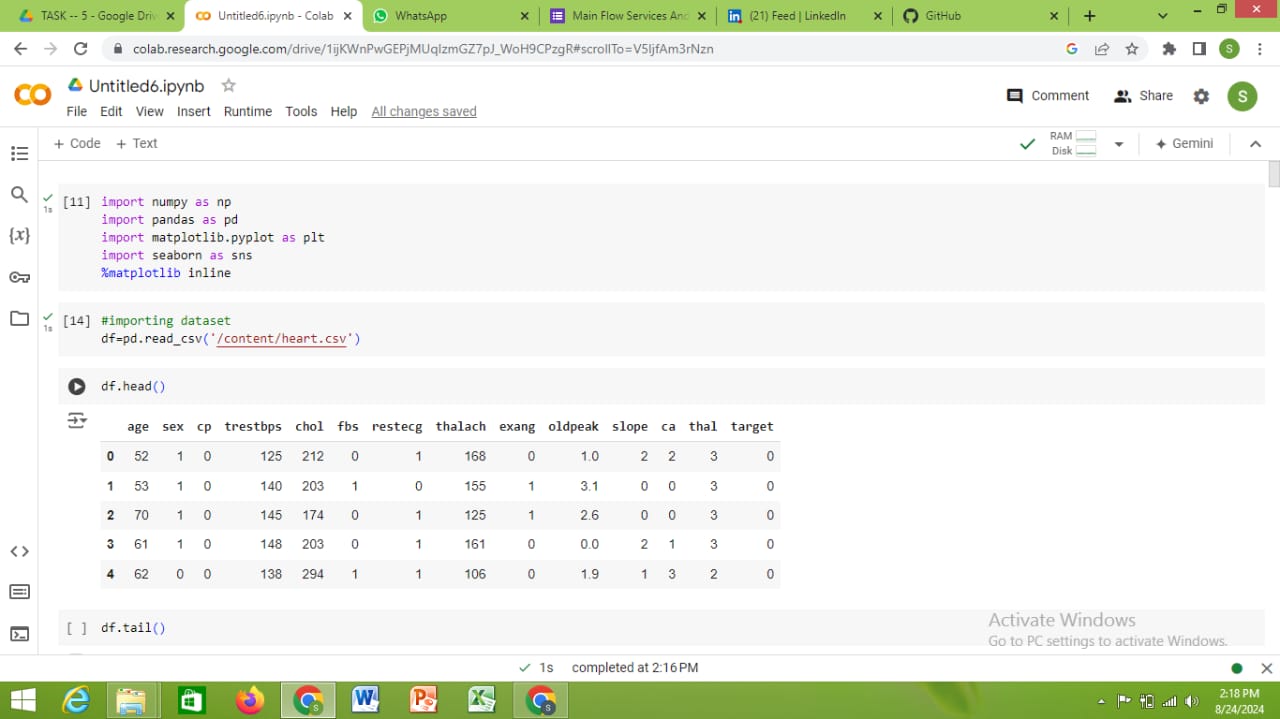 TASK -- 5 - Google Driv
Untitled6.ipynb - Colab
WhatsApp
Main Flow Services And
(21) Feed | LinkedIn
GitHub
colab.research.google.com/drive/1ijKWnPwGEPjMUqIzmGZ7pJ_WoH9CPzgR#scrollTo=V5ljfAm3rNzn
S
CO
Untitled6.ipynb
File Edit View Insert Runtime Tools Help All changes saved
Comment Share S
+ Code + Text
RAM
Disk
Gemini
1s
[11] import numpy as np
import pandas as pd
import matplotlib.pyplot as plt
import seaborn as sns
%matplotlib inline
{x}
1s
[14] #importing dataset
df=pd.read_csv('/content/heart.csv')
df.head()
age sex cp trestbps chol fbs restecg thalach exang oldpeak slope ca thal target
0 52 1 0 125 212 0 1 168 0 1.0 2 2 3 0
1 53 1 0 140 203 1 0 155 1 3.1 0 0 3 0
2 70 1 0 145 174 0 1 125 1 2.6 0 0 3 0
3 61 1 0 148 203 0 1 161 0 0.0 2 1 3 0
4 62 0 0 138 294 1 1 106 0 1.9 1 3 2 0
[ ] df.tail()
Activate Windows
Go to PC settings to activate Windows.
1s completed at 2:16 PM
2:18 PM
8/24/2024